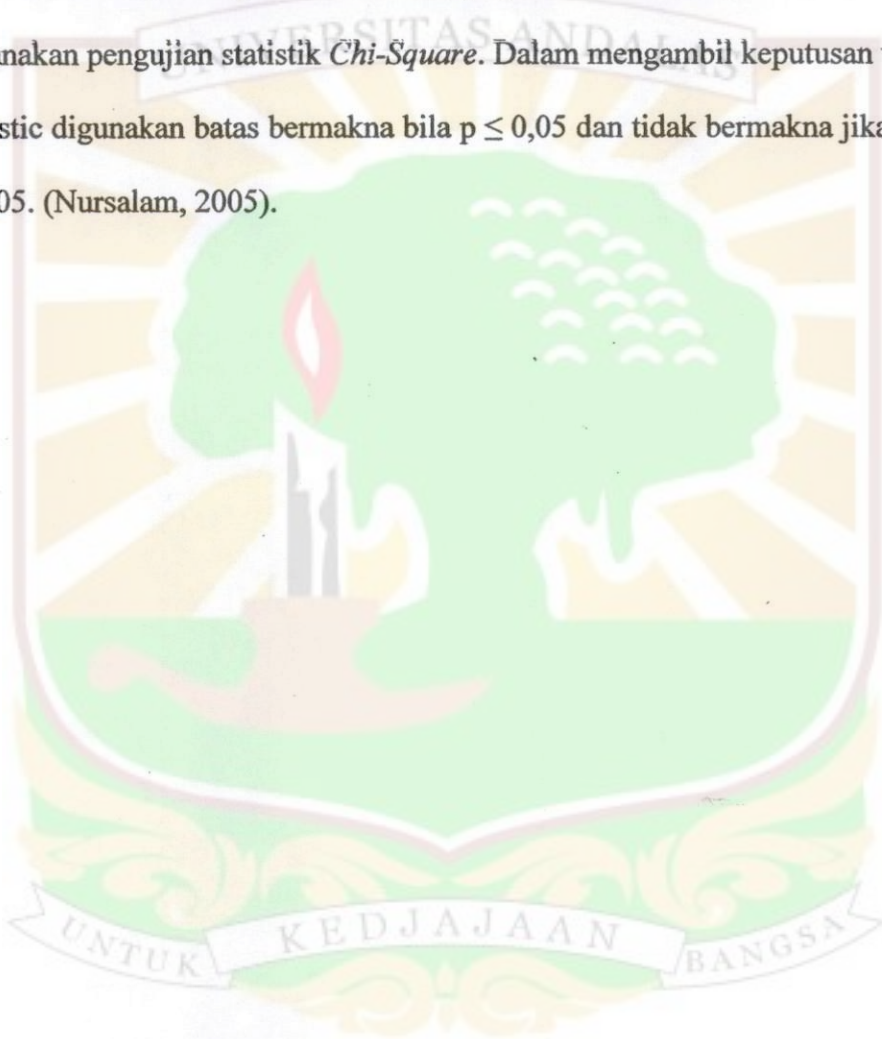 UNIVERSITAS ANDALAS
nakan pengujian statistik Chi-Square. Dalam mengambil keputusan
stic digunakan batas bermakna bila p ≤ 0,05 dan tidak bermakna jika
05. (Nursalam, 2005).
UNTUK KEDJAJAAN BANGSA